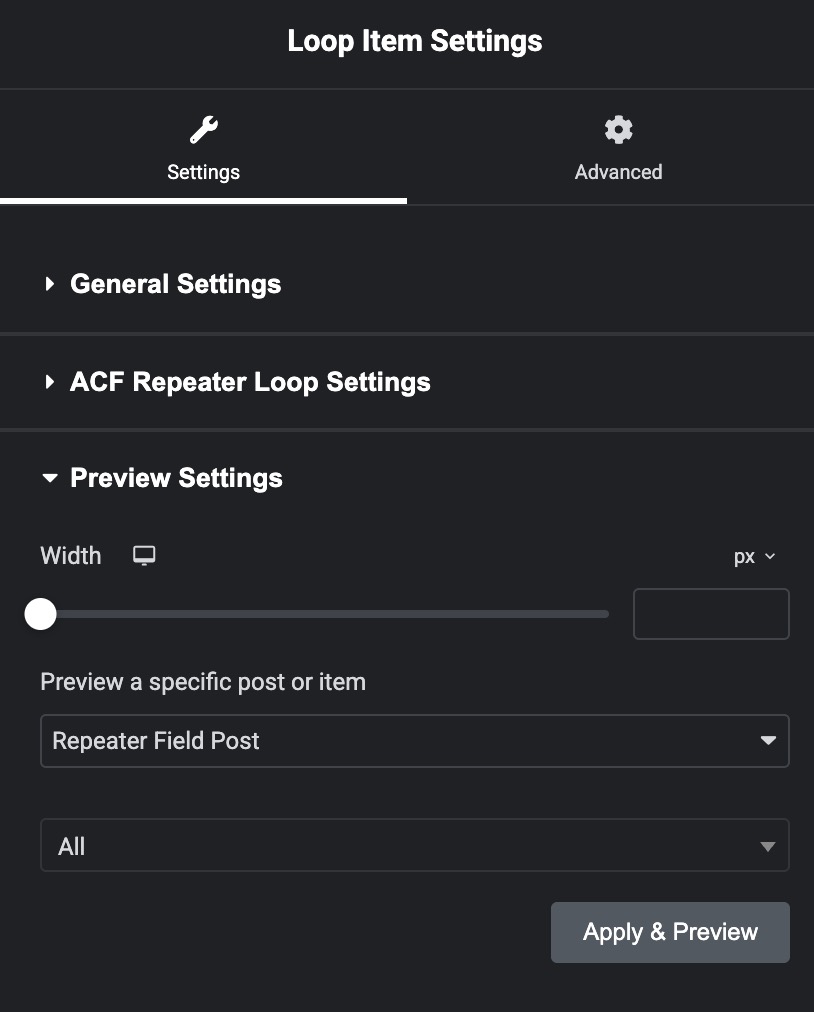 Loop Item Settings
Settings
Advanced
General Settings
ACF Repeater Loop Settings
Preview Settings
Width
px
Preview a specific post or item
Repeater Field Post
All
Apply & Preview